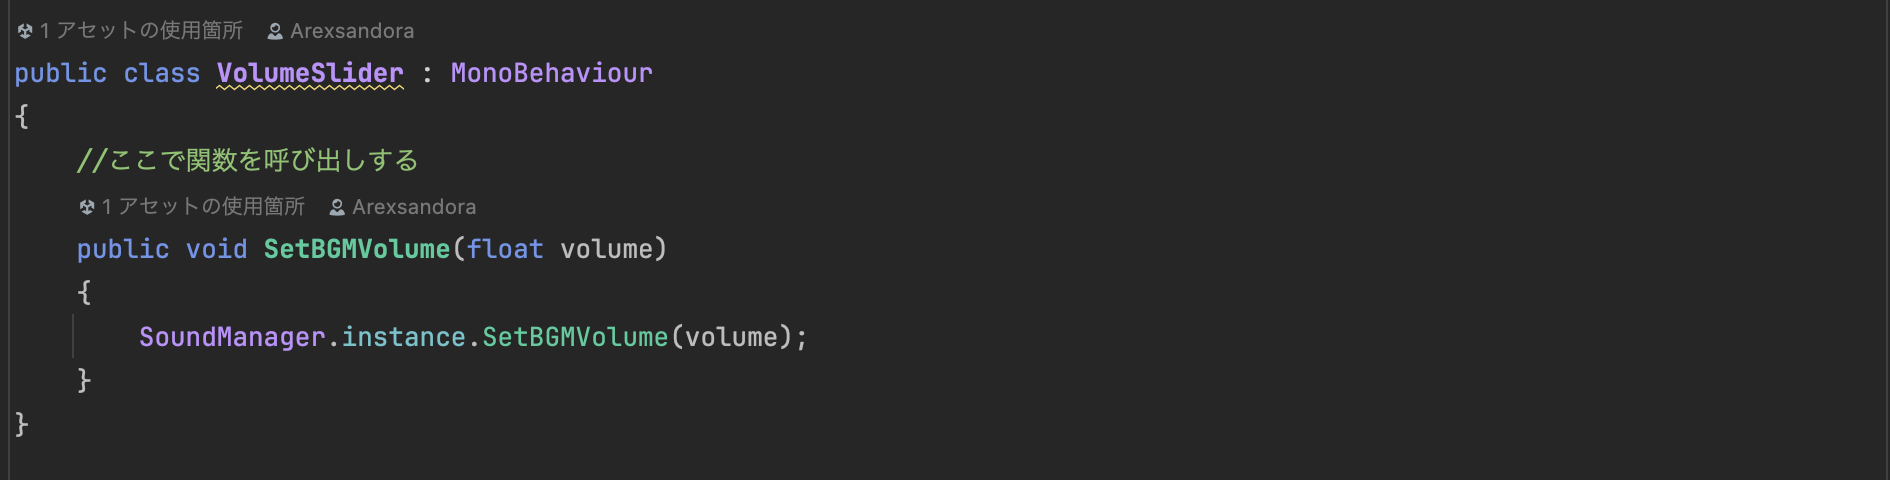 1 アセットの使用箇所 Arexsandora
public class VolumeSlider : MonoBehaviour
{
//ここで関数を呼び出しする
1 アセットの使用箇所 Arexsandora
public void SetBGMVolume(float volume)
{
SoundManager.instance.SetBGMVolume(volume);
}
}